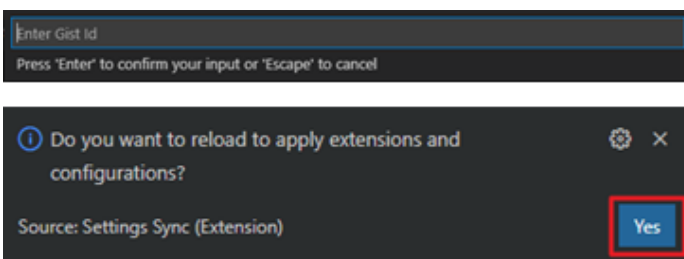 Enter Gist Id
Press 'Enter' to confirm your input or 'Escape' to cancel
Do you want to reload to apply extensions and
configurations?
Source: Settings Sync (Extension)
Yes